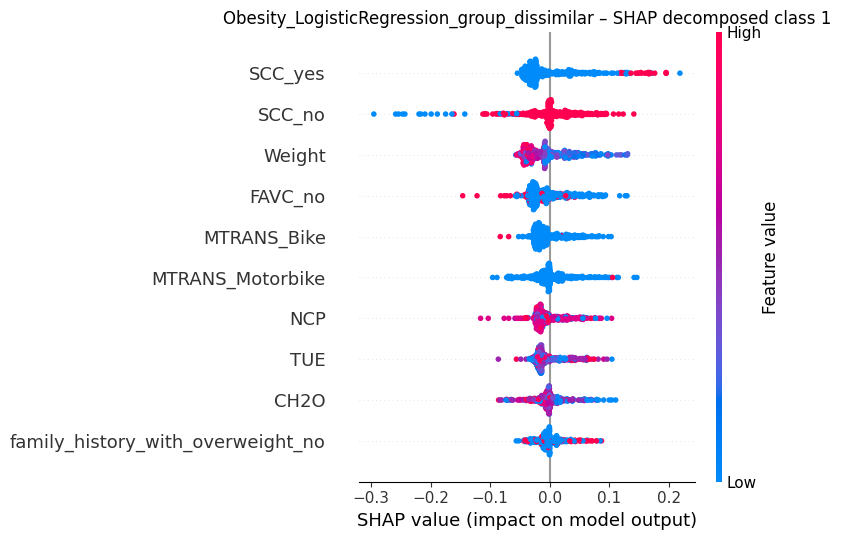 Obesity_LogisticRegression_group_dissimilar – SHAP decomposed class 1
High
SCC_yes
SCC_no
Weight
FAVC_no
MTRANS_Bike
MTRANS_Motorbike
NCP
TUE
CH2O
family_history_with_overweight_no
Feature value
Low
−0.3 −0.2 −0.1 0.0 0.1 0.2
SHAP value (impact on model output)